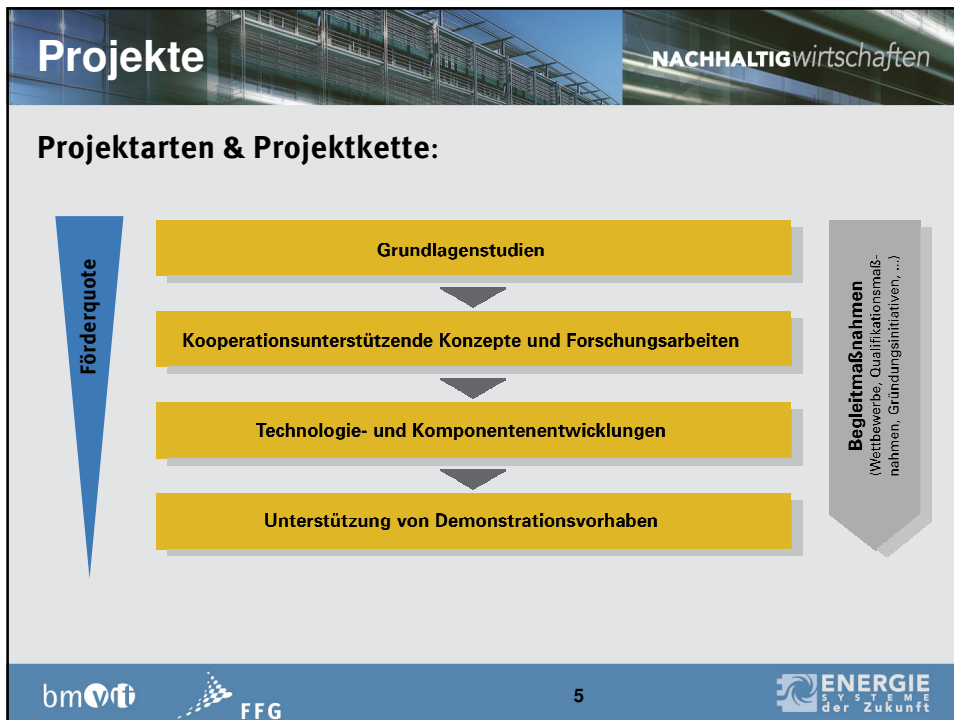 Projekte
NACHHALTIGwirtschaften
Projektarten & Projektkette:
Förderquote
Grundlagenstudien
Kooperationsunterstützende Konzepte und Forschungsarbeiten
Technologie- und Komponentenentwicklungen
Unterstützung von Demonstrationsvorhaben
Begleitmaßnahmen
(Wettbewerbe, Qualifikationsmaß-
nahmen, Gründungsinitiativen, ...)
bmvit
FFG
5
ENERGIE
SYSTEME
der Zukunft